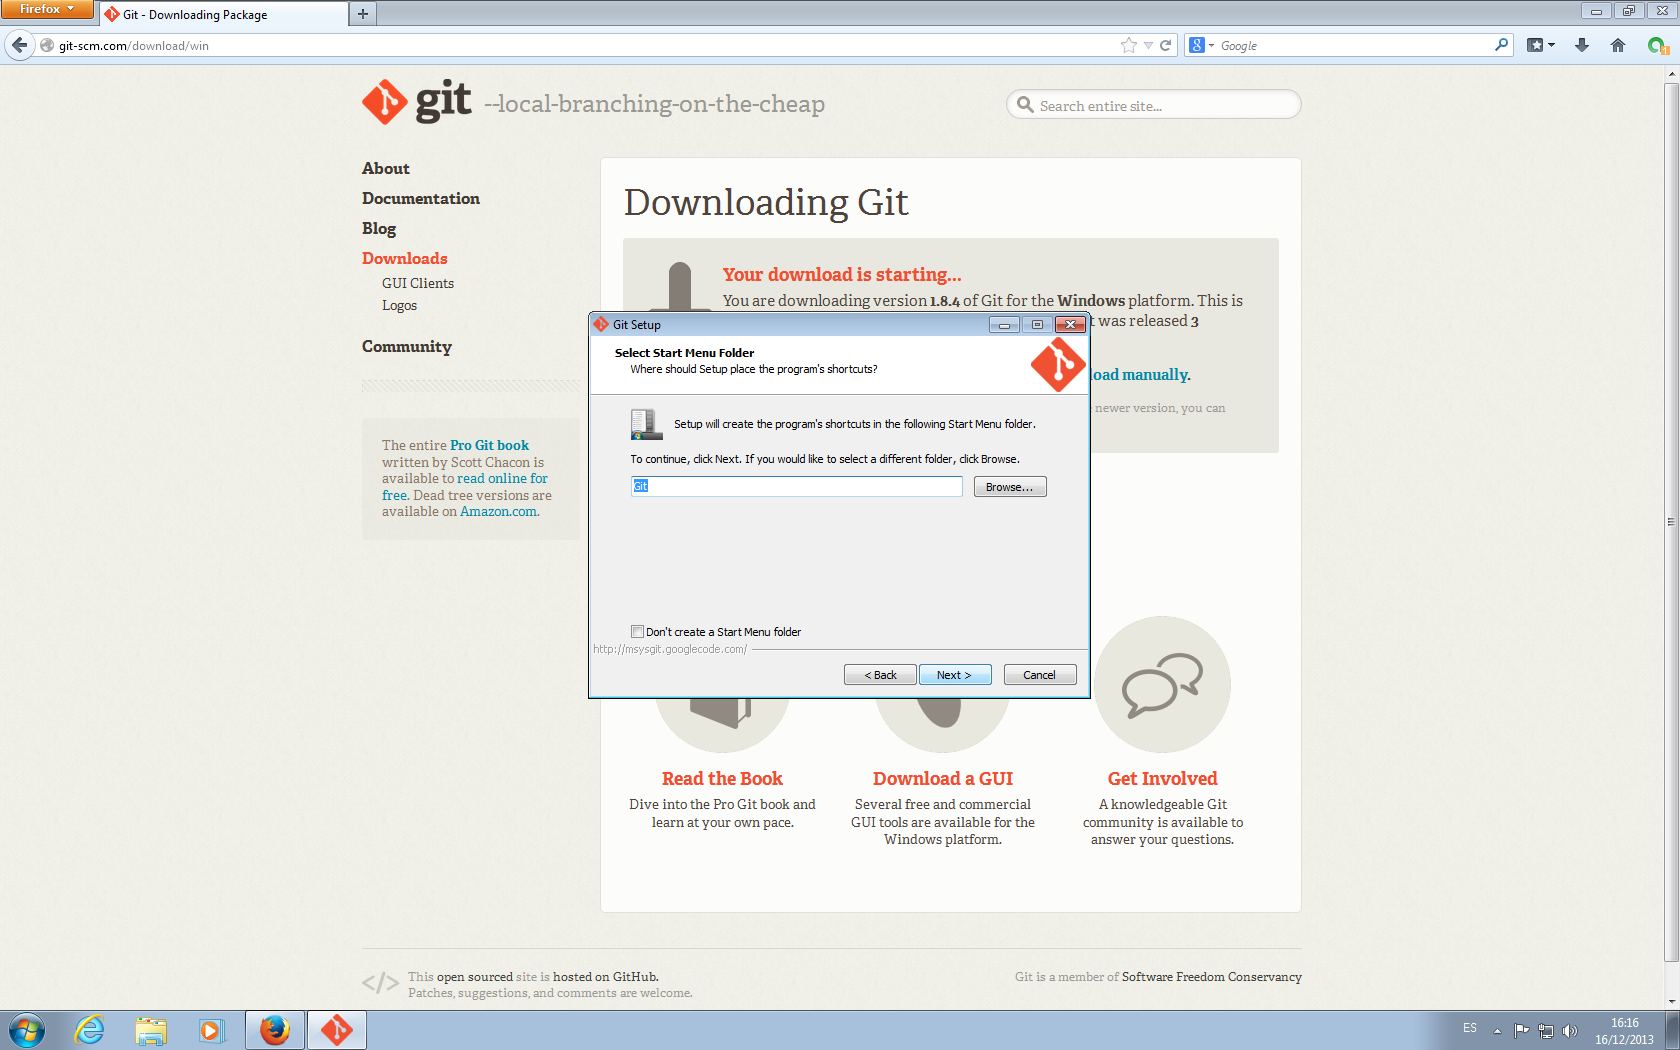 Firefox
Git - Downloading Package
git-scm.com/download/win
Google
git --local-branching-on-the-cheap
Search entire site...
About
Documentation
Blog
Downloads
GUI Clients
Logos
Community
The entire Pro Git book
written by Scott Chacon is
available to read online for
free. Dead tree versions are
available on Amazon.com.
Downloading Git
Your download is starting...
You are downloading version 1.8.4 of Git for the Windows platform. This is
t was released 3
load manually.
newer version, you can
Git Setup
Select Start Menu Folder
Where should Setup place the program's shortcuts?
Setup will create the program's shortcuts in the following Start Menu folder.
To continue, click Next. If you would like to select a different folder, click Browse.
Git
Browse...
Don't create a Start Menu folder
http://msysgit.googlecode.com/
< Back
Next >
Cancel
Read the Book
Dive into the Pro Git book and
learn at your own pace.
Download a GUI
Several free and commercial
GUI tools are available for the
Windows platform.
Get Involved
A knowledgeable Git
community is available to
answer your questions.
</> This open sourced site is hosted on GitHub.
Patches, suggestions, and comments are welcome.
Git is a member of Software Freedom Conservancy
ES
16:16
16/12/2013